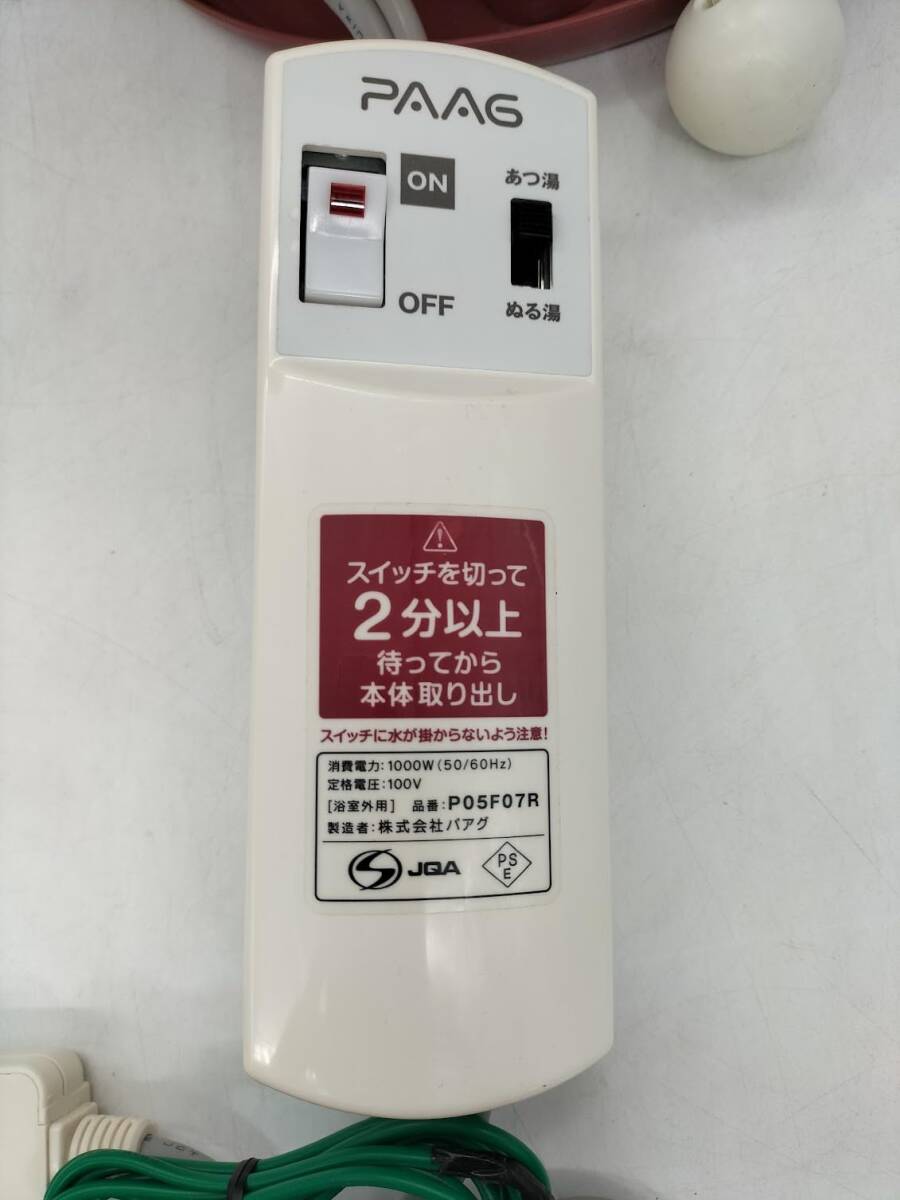 PAAG
ON
あつ湯
OFF
ぬる湯
スイッチを切って
2分以上
待ってから
本体取り出し
スイッチに水が掛からないよう注意!
消費電力:1000W(50/60Hz)
定格電圧:100V
[浴室外用] 品番:P05F07R
製造者:株式会社パアグ
JQA
PS
E